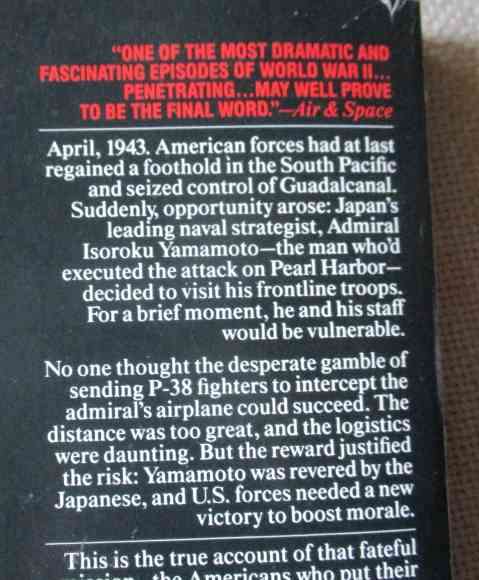 "ONE OF THE MOST DRAMATIC AND
FASCINATING EPISODES OF WORLD WAR II...
PENETRATING...MAY WELL PROVE
TO BE THE FINAL WORD."—Air & Space
April, 1943. American forces had at last
regained a foothold in the South Pacific
and seized control of Guadalcanal.
Suddenly, opportunity arose: Japan's
leading naval strategist, Admiral
Isoroku Yamamoto—the man who'd
executed the attack on Pearl Harbor—
decided to visit his frontline troops.
For a brief moment, he and his staff
would be vulnerable.
No one thought the desperate gamble of
sending P-38 fighters to intercept the
admiral's airplane could succeed. The
distance was too great, and the logistics
were daunting. But the reward justified
the risk: Yamamoto was revered by the
Japanese, and U.S. forces needed a new
victory to boost morale.
This is the true account of that fateful
mission—the Americans who put their